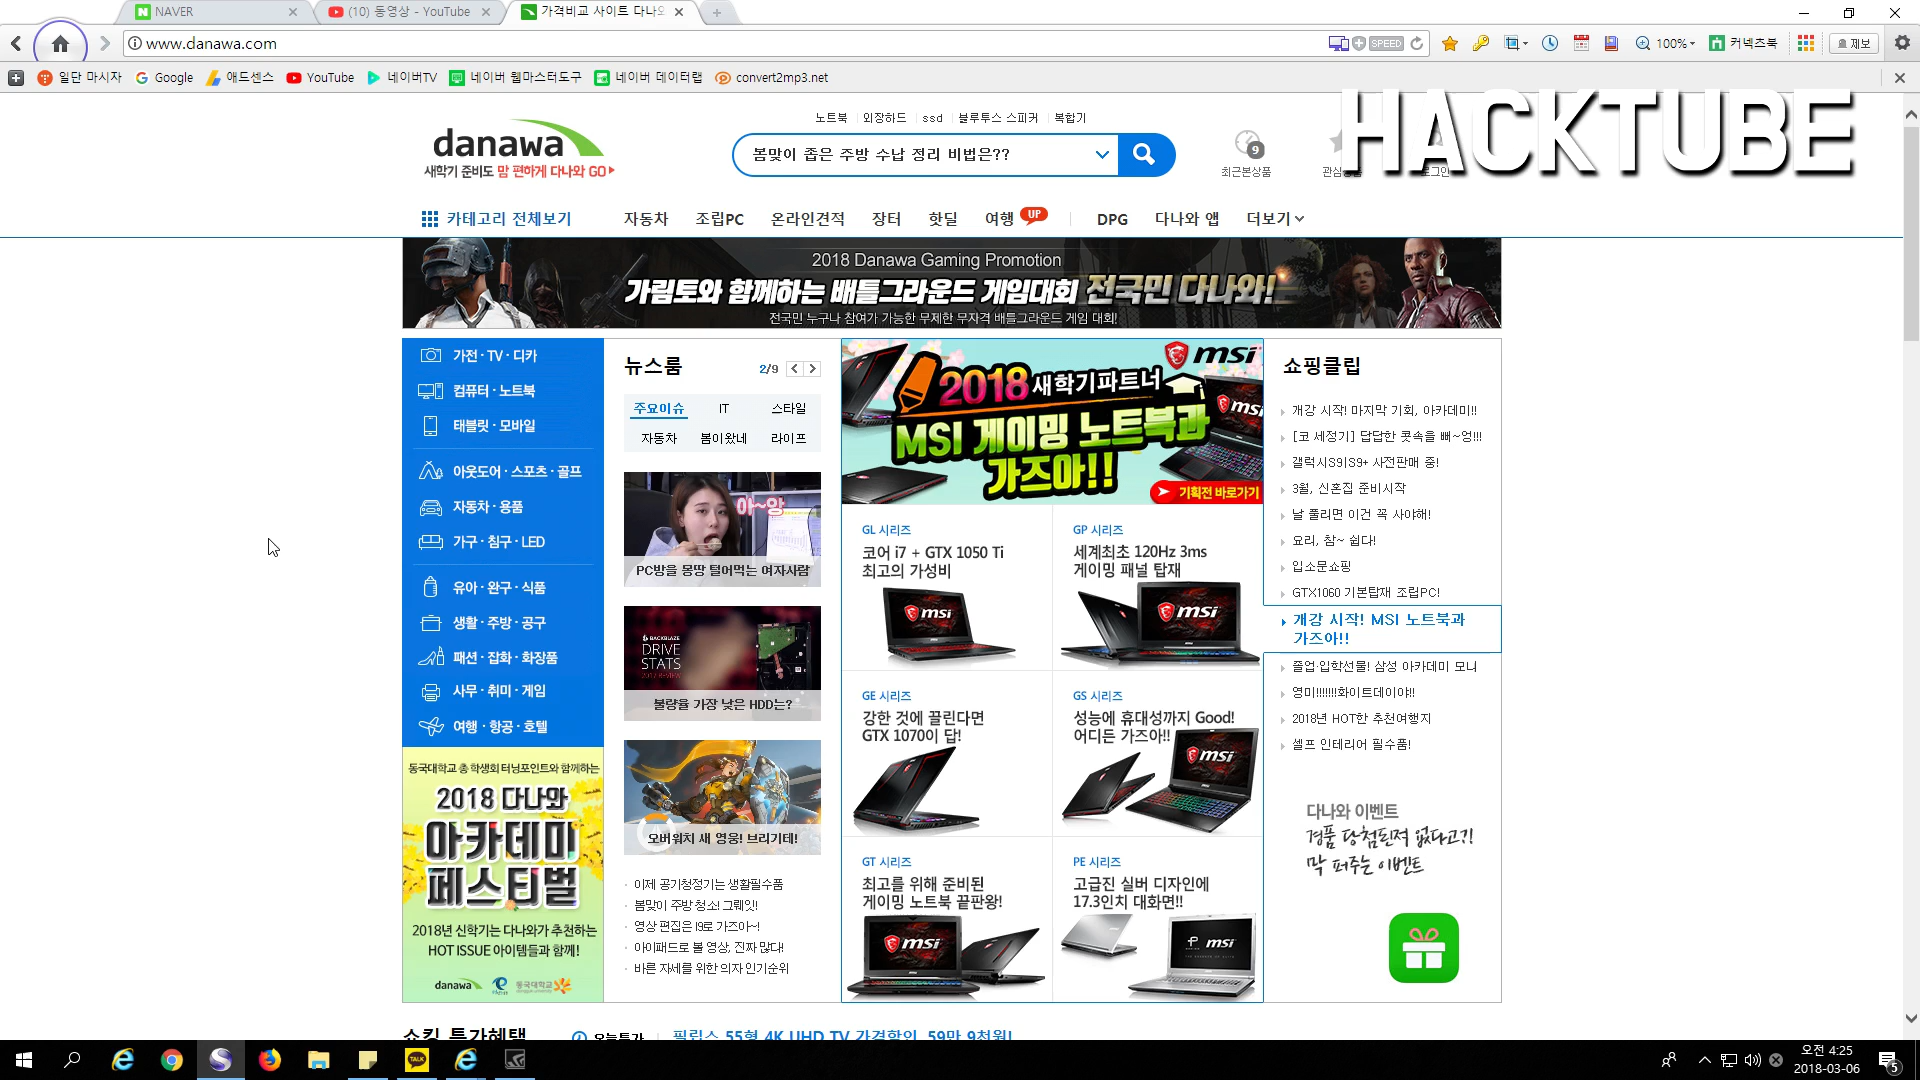 NAVER
(10) 동영상 - YouTube
가격비교 사이트 다나와
www.danawa.com
SPEED
100%
커넥츠북
제보
일단 마시자
Google
애드센스
YouTube
네이버TV
네이버 웹마스터도구
네이버 데이터랩
convert2mp3.net
HACKTUBE
노트북
외장하드
ssd
블루투스 스피커
복합기
danawa
새학기 준비도 맘 편하게 다나와 GO
봄맞이 좁은 주방 수납 정리 비법은??
9
최근본상품
카테고리 전체보기
자동차
조립PC
온라인견적
장터
핫딜
여행
UP
DPG
다나와 앱
더보기
2018 Danawa Gaming Promotion
가림토와 함께하는 배틀그라운드 게임대회 전국민 다나와!
전국민 누구나 참여가 가능한 무제한 무자격 배틀그라운드 게임 대회!
가전 · TV · 디카
컴퓨터 · 노트북
태블릿 · 모바일
아웃도어 · 스포츠 · 골프
자동차 · 용품
가구 · 침구 · LED
유아 · 완구 · 식품
생활 · 주방 · 공구
패션 · 잡화 · 화장품
사무 · 취미 · 게임
여행 · 항공 · 호텔
동국대학교 총 학생회 터닝포인트와 함께하는
2018 다나와
아카데미
페스티벌
2018년 신학기는 다나와가 추천하는
HOT ISSUE 아이템들과 함께!
danawa
동국대학교
뉴스룸
2/9
주요이슈
IT
스타일
자동차
봄이왔네
라이프
아~앙
PC방을 몽땅 털어먹는 여자사람
BACKBLAZE
DRIVE
STATS
2017 REVIEW
불량률 가장 낮은 HDD는?
오버워치 새 영웅! 브리기테!
이제 공기청정기는 생활필수품
봄맞이 주방 청소! 그뤠잇!
영상 편집은 i9로 가즈아~!
아이패드로 볼 영상, 진짜 많다!
바른 자세를 위한 의자 인기순위
msi
2018 새학기파트너
MSI 게이밍 노트북과
가즈아!!
msi
기획전 바로가기
GL 시리즈
코어 i7 + GTX 1050 Ti
최고의 가성비
msi
GP 시리즈
세계최초 120Hz 3ms
게이밍 패널 탑재
msi
GE 시리즈
강한 것에 끌린다면
GTX 1070이 답!
GS 시리즈
성능에 휴대성까지 Good!
어디든 가즈아!!
msi
GT 시리즈
최고를 위해 준비된
게이밍 노트북 끝판왕!
msi
PE 시리즈
고급진 실버 디자인에
17.3인치 대화면!!
msi
쇼핑클립
개강 시작! 마지막 기회, 아카데미!!
[코 세정기] 답답한 콧속을 뻐~엉!!!
갤럭시S9|S9+ 사전판매 중!
3월, 신혼집 준비시작
날 풀리면 이건 꼭 사야해!
요리, 참~ 쉽다!
입소문쇼핑
GTX1060 기본탑재 조립PC!
개강 시작! MSI 노트북과
가즈아!!
졸업·입학선물! 삼성 아카데미 모니
영미!!!!!!!화이트데이야!!
2018년 HOT한 추천여행지
셀프 인테리어 필수품!
다나와 이벤트
경품 당첨된적 없다고?!
막 퍼주는 이벤트
쇼킹 특가혜택
오늘특가
필립스 55형 4K UHD TV 가격할인, 59만 9천원!
TALK
오전 4:25
2018-03-06
5